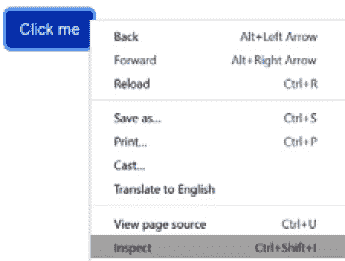 Click me
Back Alt+Left Arrow
Forward Alt+Right Arrow
Reload Ctrl+R
Save as... Ctrl+S
Print... Ctrl+P
Cast...
Translate to English
View page source Ctrl+U
Inspect Ctrl+Shift+I